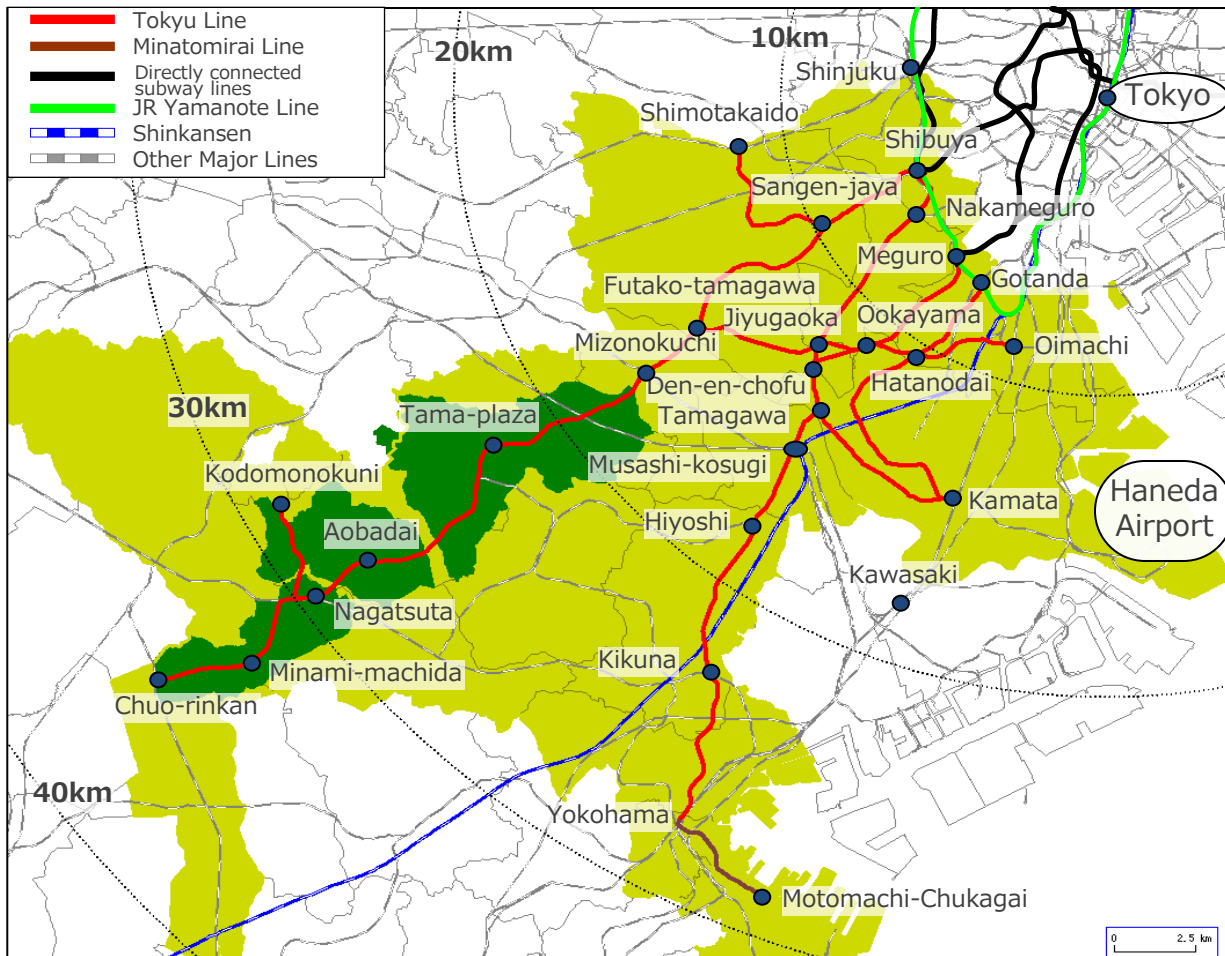 Tokyu Line
Minatomirai Line
Directly connected
subway lines
JR Yamanote Line
Shinkansen
Other Major Lines
20km
10km
Shinjuku
Tokyo
Shimotakaido
Shibuya
Sangen-jaya
Nakameguro
Meguro
Gotanda
Futako-tamagawa
Jiyugaoka
Ookayama
Mizonokuchi
Oimachi
Den-en-chofu
Hatanodai
30km
Tama-plaza
Tamagawa
Musashi-kosugi
Kodomonokuni
Kamata
Haneda
Airport
Hiyoshi
Aobadai
Kawasaki
Nagatsuta
Kikuna
Minami-machida
Chuo-rinkan
40km
Yokohama
Motomachi-Chukagai
0 2.5 km